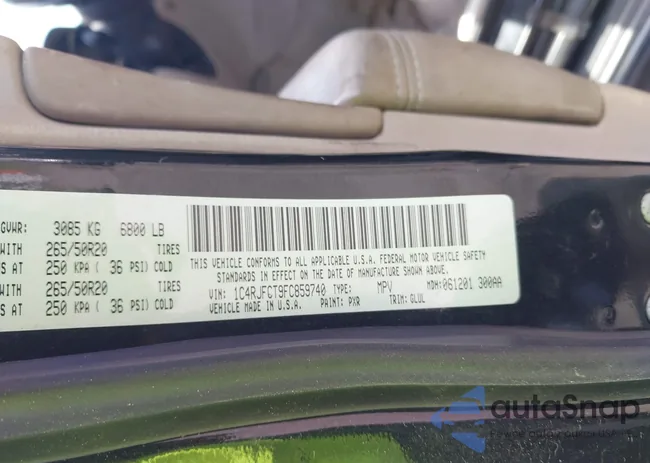 GVWR: 3085 KG 6800 LB
WITH 265/50R20 TIRES
S AT 250 KPA ( 36 PSI) COLD
WITH 265/50R20 TIRES
S AT 250 KPA ( 36 PSI) COLD
THIS VEHICLE CONFORMS TO ALL APPLICABLE U.S.A. FEDERAL MOTOR VEHICLE SAFETY
STANDARDS IN EFFECT ON THE DATE OF MANUFACTURE SHOWN ABOVE.
VIN: 1C4RJFCT9FC859740 TYPE: MPV MDH:061201 300AA
VEHICLE MADE IN U.S.A. PAINT: PXR TRIM: GLUL
autaSnap